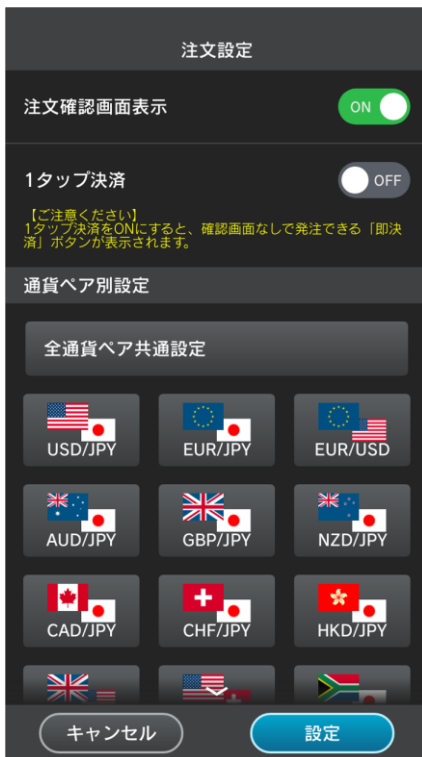 注文設定
注文確認画面表示
ON
1タップ決済
OFF
【ご注意ください】
1タップ決済をONにすると、確認画面なしで発注できる「即決
済」ボタンが表示されます。
通貨ペア別設定
全通貨ペア共通設定
USD/JPY
EUR/JPY
EUR/USD
AUD/JPY
GBP/JPY
NZD/JPY
CAD/JPY
CHF/JPY
HKD/JPY
キャンセル
設定